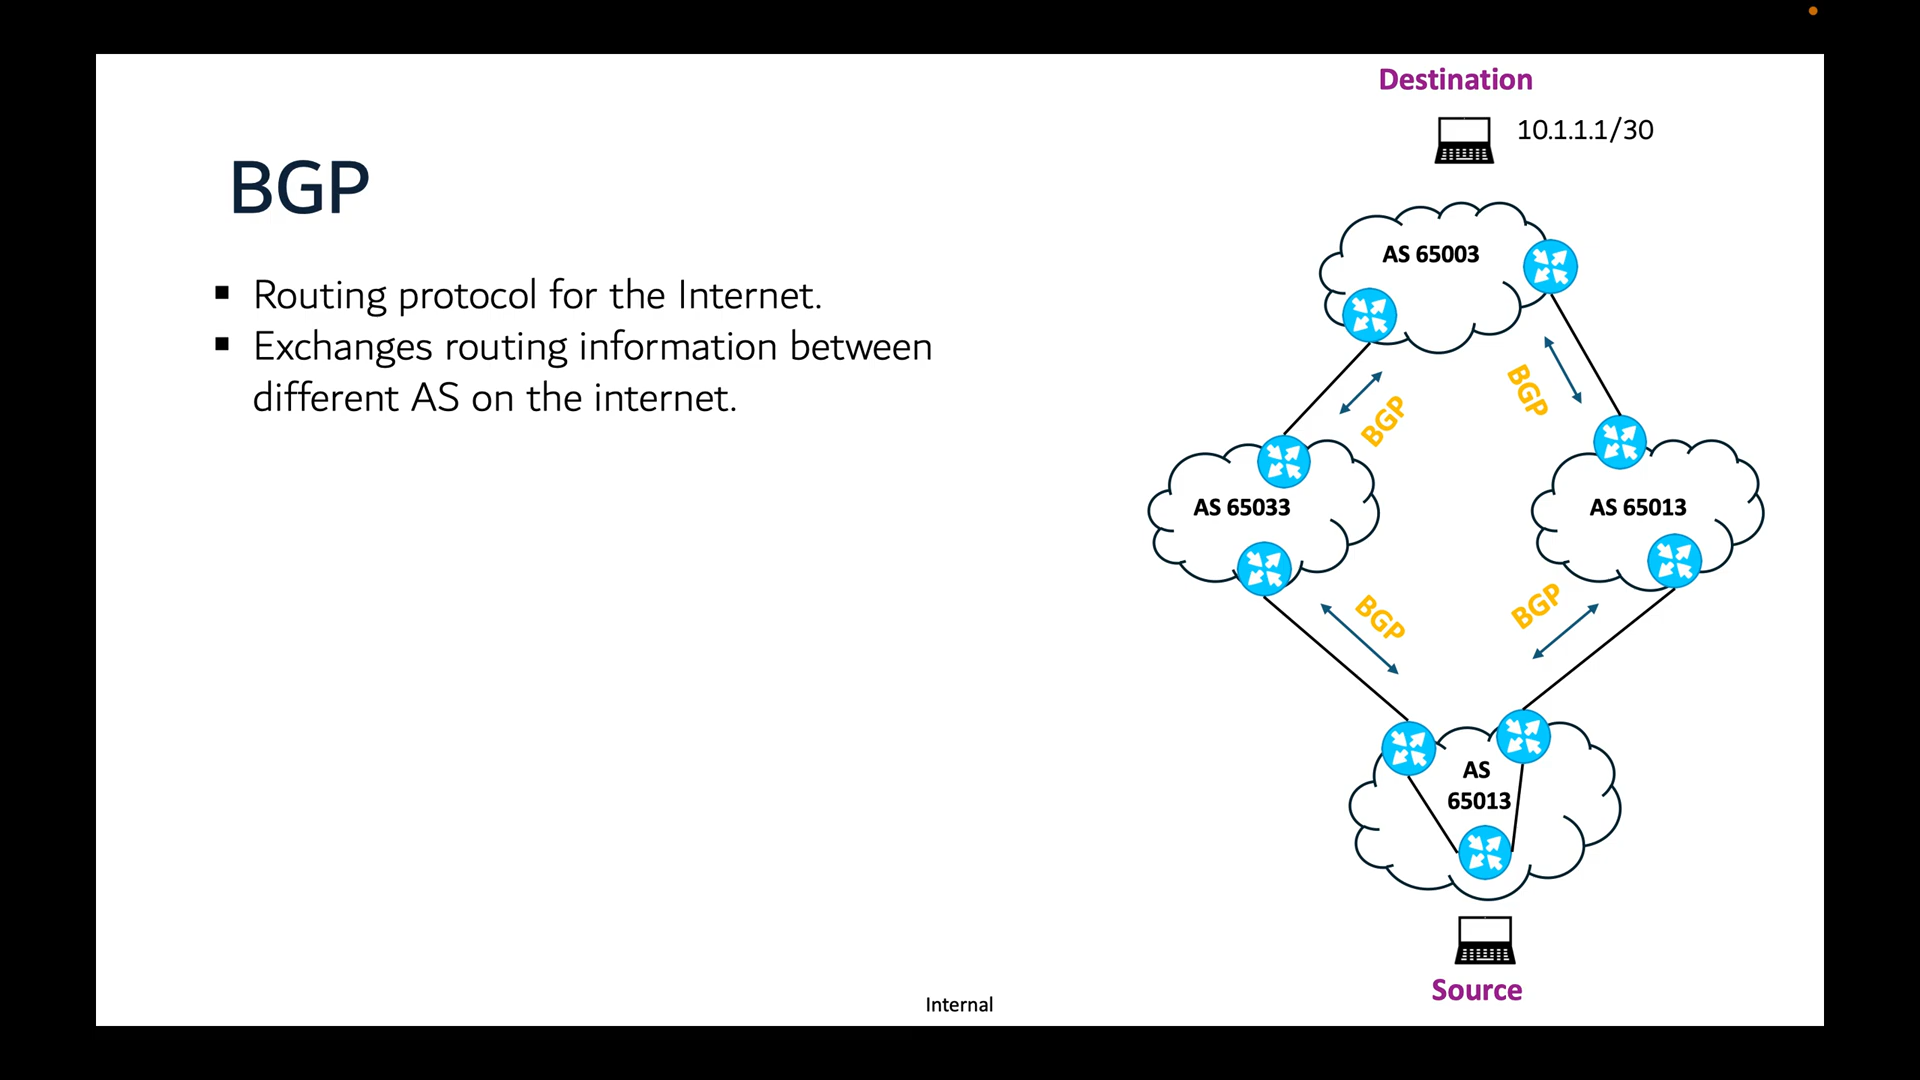 Destination
10.1.1.1/30
BGP
Routing protocol for the Internet.
Exchanges routing information between
different AS on the internet.
AS 65003
BGP
BGP
AS 65033
AS 65013
BGP
BGP
AS
65013
Source
Internal